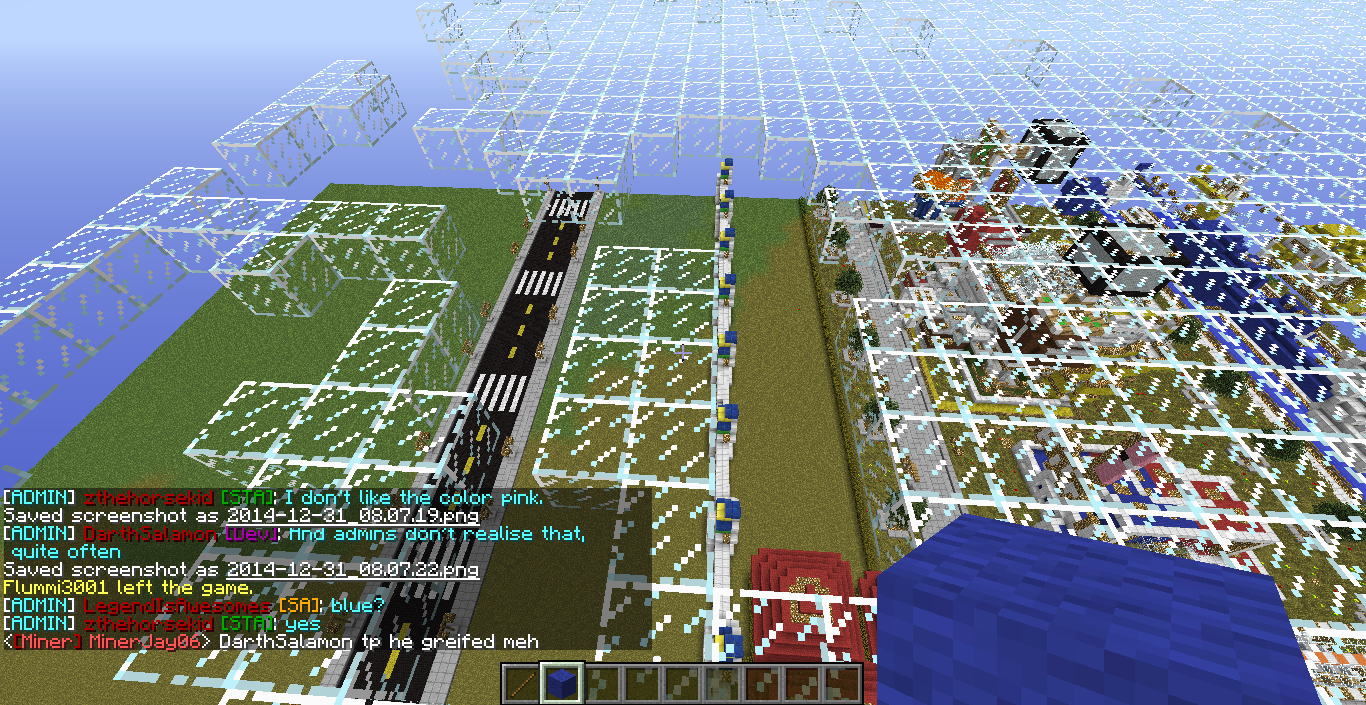 [ADMIN] zthehorsekid [STA]: I don't like the color pink.
Saved screenshot as 2014-12-31_08.07.19.png
[ADMIN] DarthSalamon [Dev]: And admins don't realise that,
quite often
Saved screenshot as 2014-12-31_08.07.22.png
Flummi3001 left the game.
[ADMIN] LegendIsAwesomes [SA]: blue?
[ADMIN] zthehorsekid [STA]: yes
<[Miner] MinerJay06> DarthSalamon tp he greifed meh